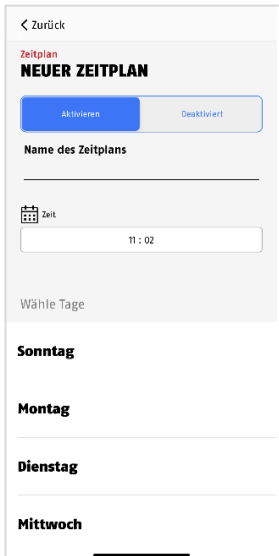 Zurück
Zeitplan
NEUER ZEITPLAN
Aktivieren Deaktiviert
Name des Zeitplans
Zeit
11 : 02
Wähle Tage
Sonntag
Montag
Dienstag
Mittwoch